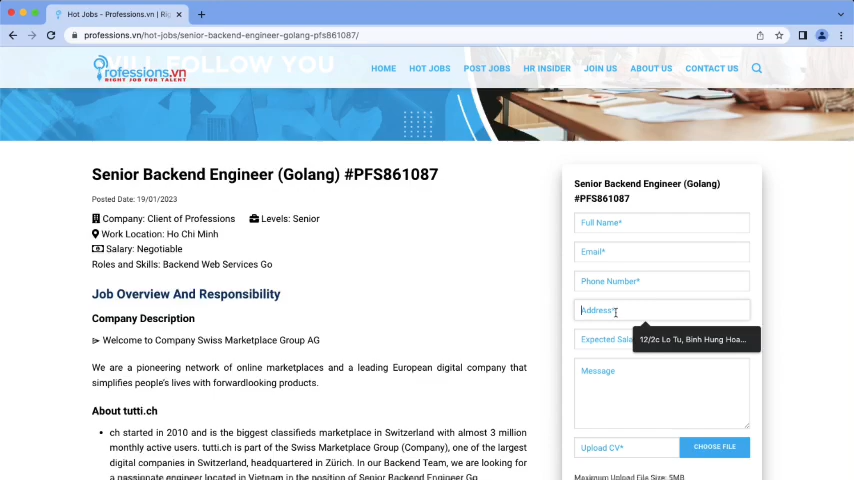 Hot Jobs - Professions.vn | Rig
professions.vn/hot-jobs/senior-backend-engineer-golang-pfs861087/
WILL FOLLOW YOU
Professions.vn
RIGHT JOB FOR TALENT
HOME HOT JOBS POST JOBS HR INSIDER JOIN US ABOUT US CONTACT US
Senior Backend Engineer (Golang) #PFS861087
Posted Date: 19/01/2023
Company: Client of Professions Levels: Senior
Work Location: Ho Chi Minh
Salary: Negotiable
Roles and Skills: Backend Web Services Go
Job Overview And Responsibility
Company Description
⩥ Welcome to Company Swiss Marketplace Group AG
We are a pioneering network of online marketplaces and a leading European digital company that
simplifies people's lives with forwardlooking products.
About tutti.ch
• ch started in 2010 and is the biggest classifieds marketplace in Switzerland with almost 3 million
monthly active users. tutti.ch is part of the Swiss Marketplace Group (Company), one of the largest
digital companies in Switzerland, headquartered in Zürich. In our Backend Team, we are looking for
a passionate engineer located in Vietnam in the position of Senior Backend Engineer Go.
Senior Backend Engineer (Golang)
#PFS861087
Full Name*
Email*
Phone Number*
Address*
Expected Sala
12/2c Lo Tu, Binh Hung Hoa...
Message
Upload CV*
CHOOSE FILE
Maximum Upload File Size: 5MB